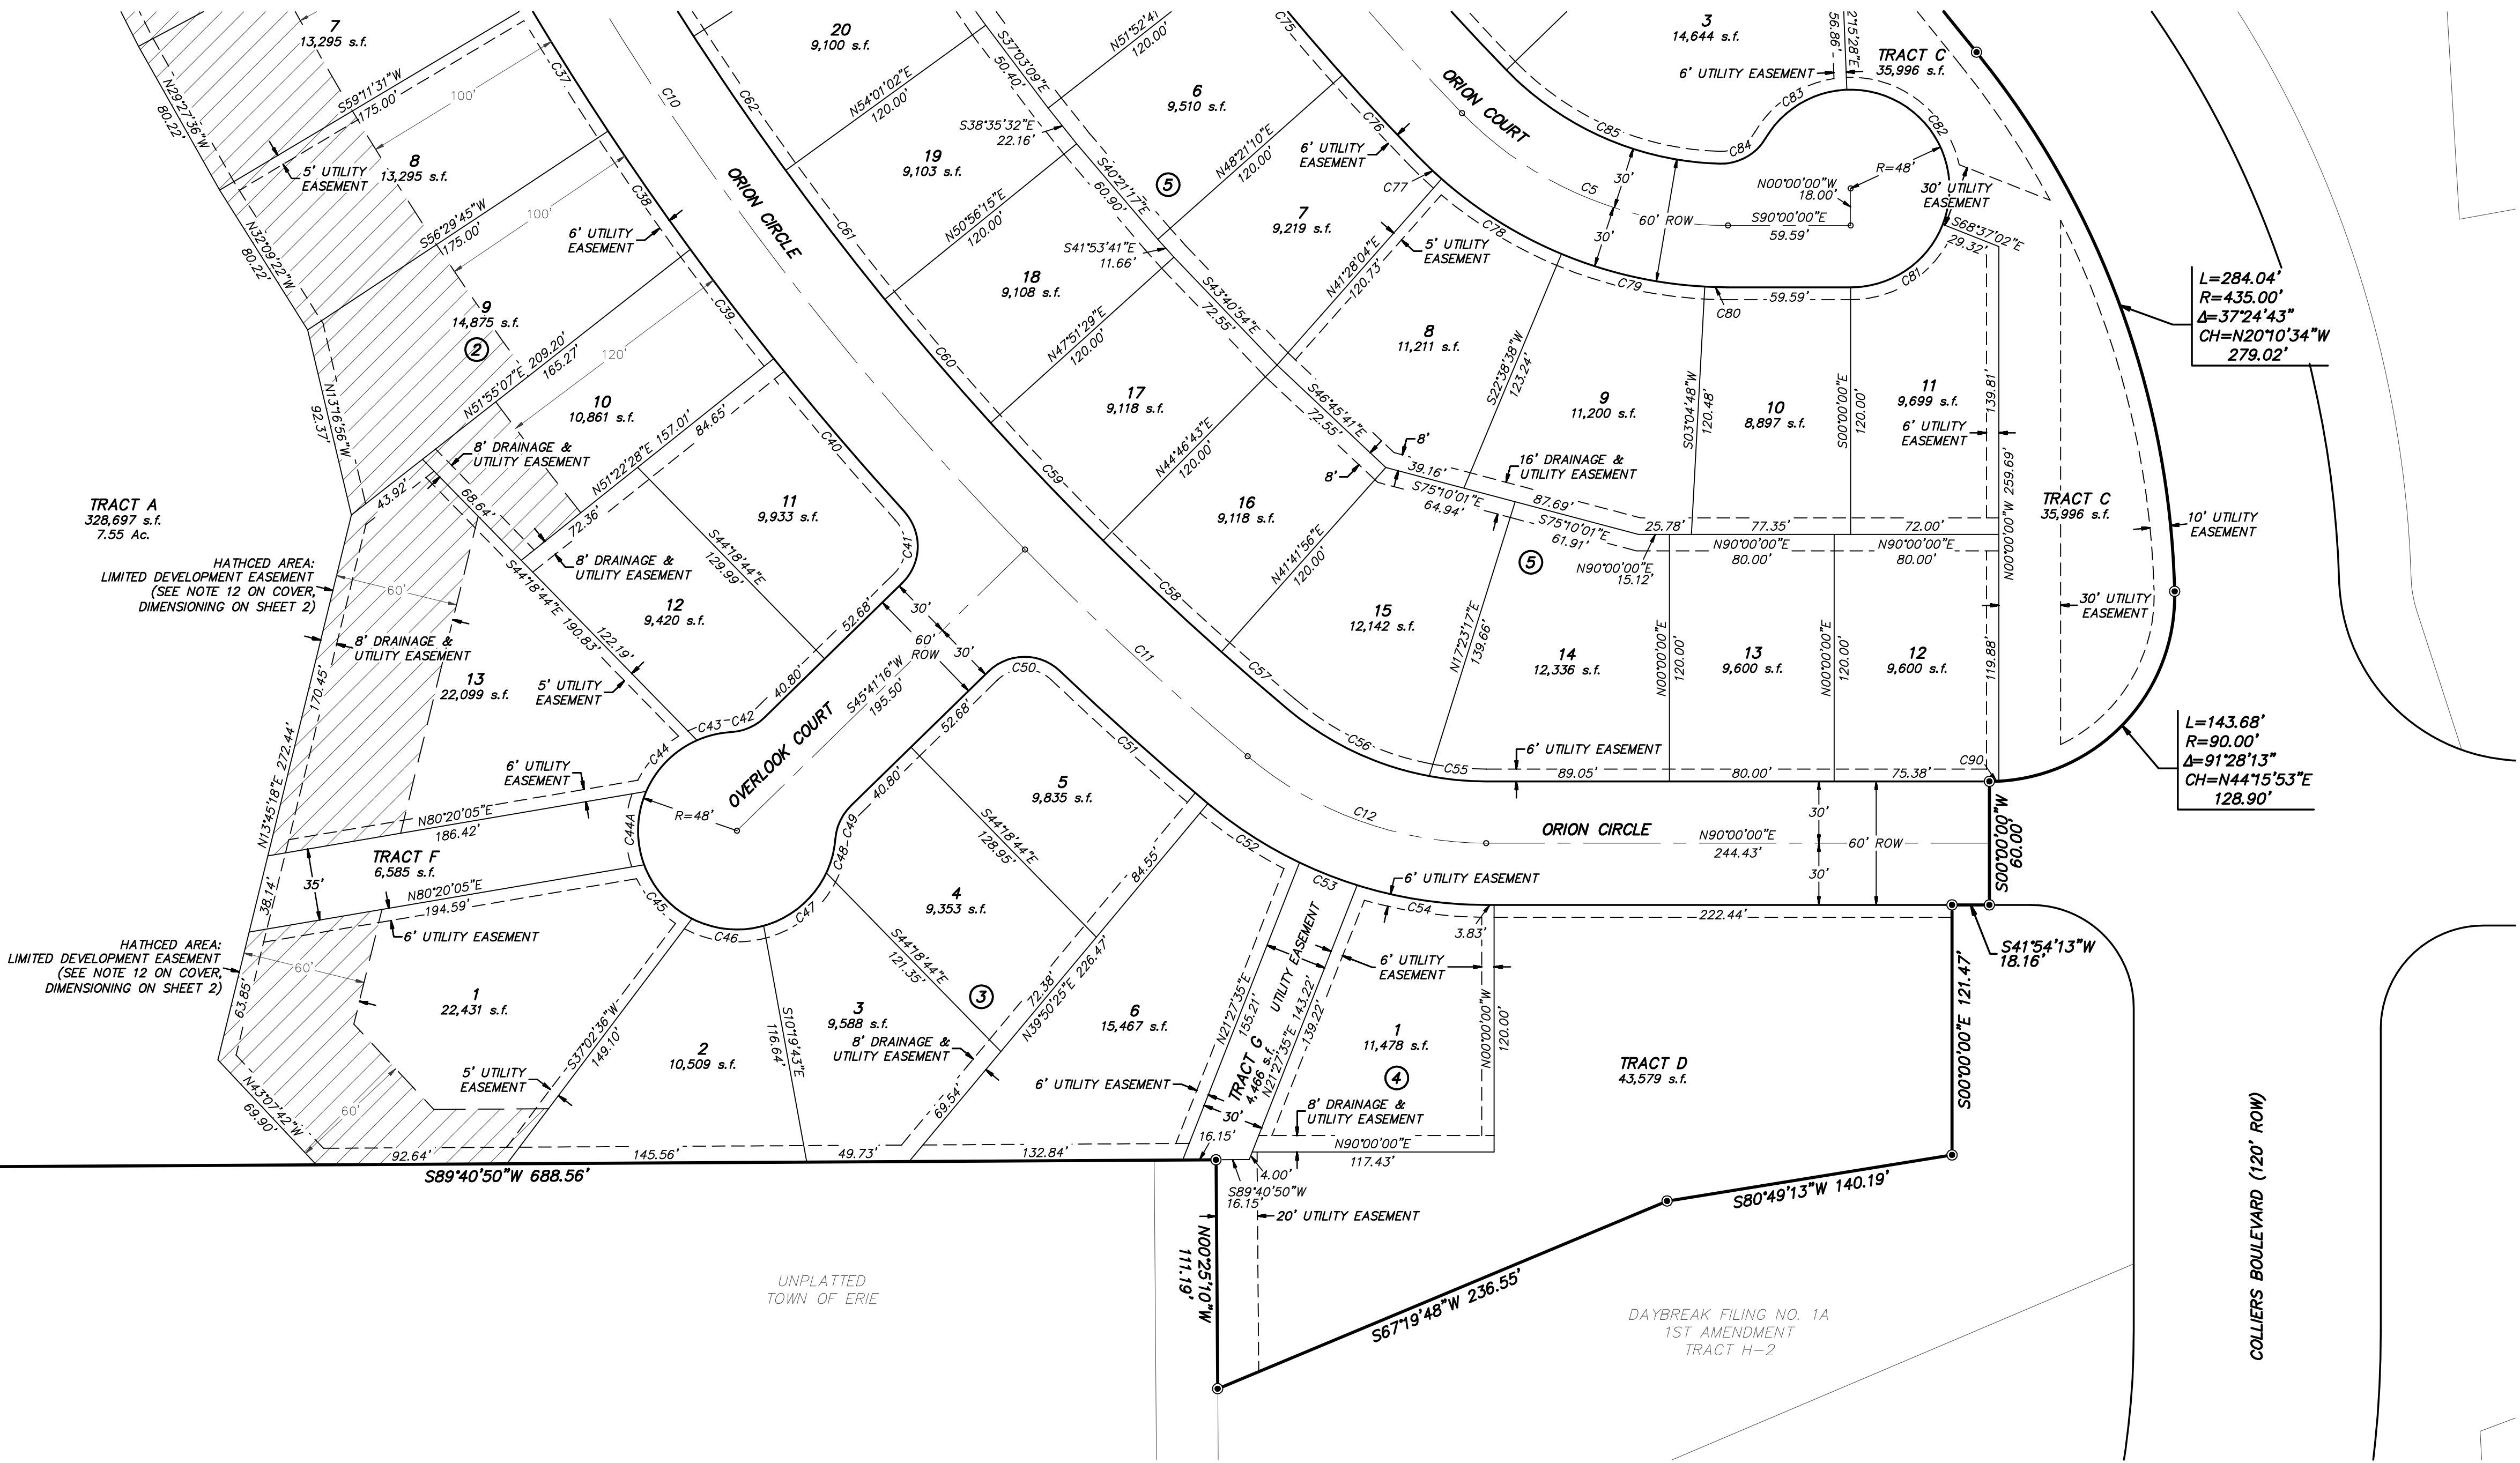 7
13,295 s.f.
N29°27'36"W
80.22'
S59°11'31"W
175.00'
100'
C37
C10
5' UTILITY
EASEMENT
8
13,295 s.f.
N32°09'22"W
80.22'
S56°29'45"W
175.00'
100'
C38
6' UTILITY
EASEMENT
9
14,875 s.f.
2
N13°16'56"W
92.37'
N51°55'07"E 209.20'
165.27'
120'
C39
43.92'
10
10,861 s.f.
8' DRAINAGE &
UTILITY EASEMENT
N51°22'28"E 157.01'
84.65'
72.36'
68.64'
C40
11
9,933 s.f.
C41
8' DRAINAGE &
UTILITY EASEMENT
S44°18'44"E
129.99'
12
9,420 s.f.
S44°18'44"E 190.83'
122.19'
52.68'
40.80'
5' UTILITY
EASEMENT
C43
C42
C44
TRACT A
328,697 s.f.
7.55 Ac.
HATHCED AREA:
LIMITED DEVELOPMENT EASEMENT
(SEE NOTE 12 ON COVER,
DIMENSIONING ON SHEET 2)
60'
8' DRAINAGE &
UTILITY EASEMENT
13
22,099 s.f.
170.45'
N13°45'18"E 272.44'
6' UTILITY
EASEMENT
N80°20'05"E
186.42'
C44A
TRACT F
6,585 s.f.
35'
38.14'
N80°20'05"E
194.59'
6' UTILITY EASEMENT
C45
HATHCED AREA:
LIMITED DEVELOPMENT EASEMENT
(SEE NOTE 12 ON COVER,
DIMENSIONING ON SHEET 2)
60'
63.85'
1
22,431 s.f.
N43°07'42"W
69.90'
60'
5' UTILITY
EASEMENT
S37°02'36"W
149.10'
92.64'
S89°40'50"W 688.56'
2
10,509 s.f.
145.56'
S10°19'43"E
116.64'
C46
C47
C48
C49
R=48'
OVERLOOK COURT
S45°41'16"W
195.50'
30'
60'
ROW
30'
C50
52.68'
40.80'
C51
5
9,835 s.f.
S44°18'44"E
128.95'
4
9,353 s.f.
84.55'
S44°18'44"E
121.35'
3
3
9,588 s.f.
8' DRAINAGE &
UTILITY EASEMENT
72.38'
N39°50'25"E 226.47'
69.54'
49.73'
6
15,467 s.f.
6' UTILITY EASEMENT
132.84'
C52
C53
N21°27'35"E
155.21'
TRACT G
4,466 s.f.
UTILITY EASEMENT
N21°27'35"E 143.22'
139.22'
30'
16.15'
S89°40'50"W
16.15'
4.00'
20' UTILITY EASEMENT
N00°25'10"W
111.19'
UNPLATTED
TOWN OF ERIE
6' UTILITY EASEMENT
C54
3.83'
6' UTILITY
EASEMENT
1
11,478 s.f.
4
8' DRAINAGE &
UTILITY EASEMENT
N90°00'00"E
117.43'
N00°00'00"W
120.00'
222.44'
TRACT D
43,579 s.f.
S67°19'48"W 236.55'
S80°49'13"W 140.19'
S00°00'00"E 121.47'
S41°54'13"W
18.16'
S00°00'00"W
60.00'
DAYBREAK FILING NO. 1A
1ST AMENDMENT
TRACT H-2
COLLIERS BOULEVARD (120' ROW)
20
9,100 s.f.
C62
N54°01'02"E
120.00'
19
9,103 s.f.
ORION CIRCLE
S38°35'32"E
22.16'
S37°03'09"E
50.40'
N51°52'41
120.00'
6
9,510 s.f.
5
S40°21'17"E
60.90'
N50°56'15"E
120.00'
C61
18
9,108 s.f.
S41°53'41"E
11.66'
N48°21'10"E
120.00'
7
9,219 s.f.
S43°40'54"E
72.55'
N47°51'29"E
120.00'
C60
17
9,118 s.f.
N44°46'43"E
120.00'
C59
S46°45'41"E
72.55'
16
9,118 s.f.
8'
8'
N41°41'56"E
120.00'
C58
C11
C57
15
12,142 s.f.
N17°23'17"E
139.66'
C56
C55
C12
C75
C76
C77
6' UTILITY
EASEMENT
N41°28'04"E
120.73'
5' UTILITY
EASEMENT
C78
8
11,211 s.f.
S22°38'38"W
123.24'
ORION COURT
C85
C84
C83
C82
C5
30'
30'
60' ROW
C79
C80
59.59'
C81
3
14,644 s.f.
2°15'28"E
56.86'
6' UTILITY EASEMENT
TRACT C
35,996 s.f.
R=48'
N00°00'00"W
18.00'
S90°00'00"E
59.59'
30' UTILITY
EASEMENT
S68°37'02"E
29.32'
9
11,200 s.f.
S03°04'48"W
120.48'
10
8,897 s.f.
S00°00'00"E
120.00'
11
9,699 s.f.
139.81'
6' UTILITY
EASEMENT
16' DRAINAGE &
UTILITY EASEMENT
39.16'
S75°10'01"E
64.94'
87.69'
S75°10'01"E
61.91'
25.78'
77.35'
72.00'
N90°00'00"E
80.00'
N90°00'00"E
80.00'
N90°00'00"E
15.12'
5
14
12,336 s.f.
N00°00'00"E
120.00'
13
9,600 s.f.
N00°00'00"E
120.00'
12
9,600 s.f.
119.88'
N00°00'00"W 259.69'
TRACT C
35,996 s.f.
10' UTILITY
EASEMENT
30' UTILITY
EASEMENT
6' UTILITY EASEMENT
89.05'
80.00'
75.38'
C90
ORION CIRCLE
N90°00'00"E
244.43'
30'
30'
60' ROW
L=284.04'
R=435.00'
Δ=37°24'43"
CH=N20°10'34"W
279.02'
L=143.68'
R=90.00'
Δ=91°28'13"
CH=N44°15'53"E
128.90'